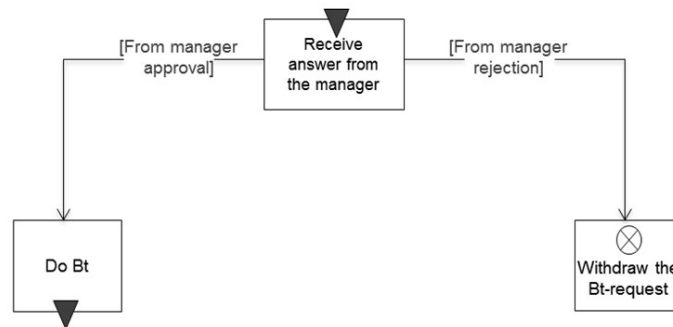 [From manager
approval]
Receive
answer from
the manager
[From manager
rejection]
Do Bt
Withdraw the
Bt-request